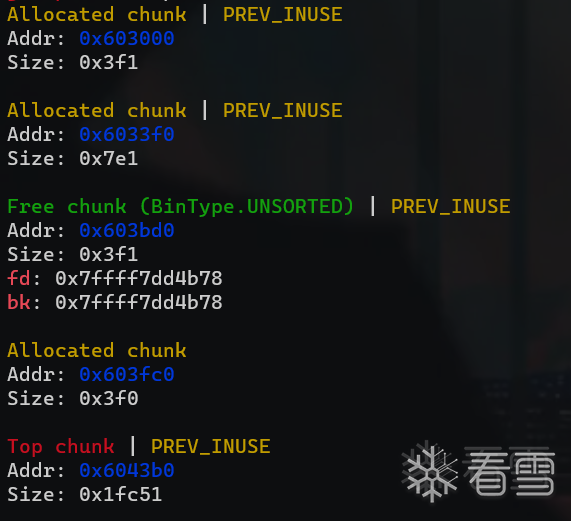 Allocated chunk | PREV_INUSE
Addr: 0x603000
Size: 0x3f1
Allocated chunk | PREV_INUSE
Addr: 0x6033f0
Size: 0x7e1
Free chunk (BinType.UNSORTED) | PREV_INUSE
Addr: 0x603bd0
Size: 0x3f1
fd: 0x7ffff7dd4b78
bk: 0x7ffff7dd4b78
Allocated chunk
Addr: 0x603fc0
Size: 0x3f0
Top chunk | PREV_INUSE
Addr: 0x6043b0
Size: 0x1fc51
看雪